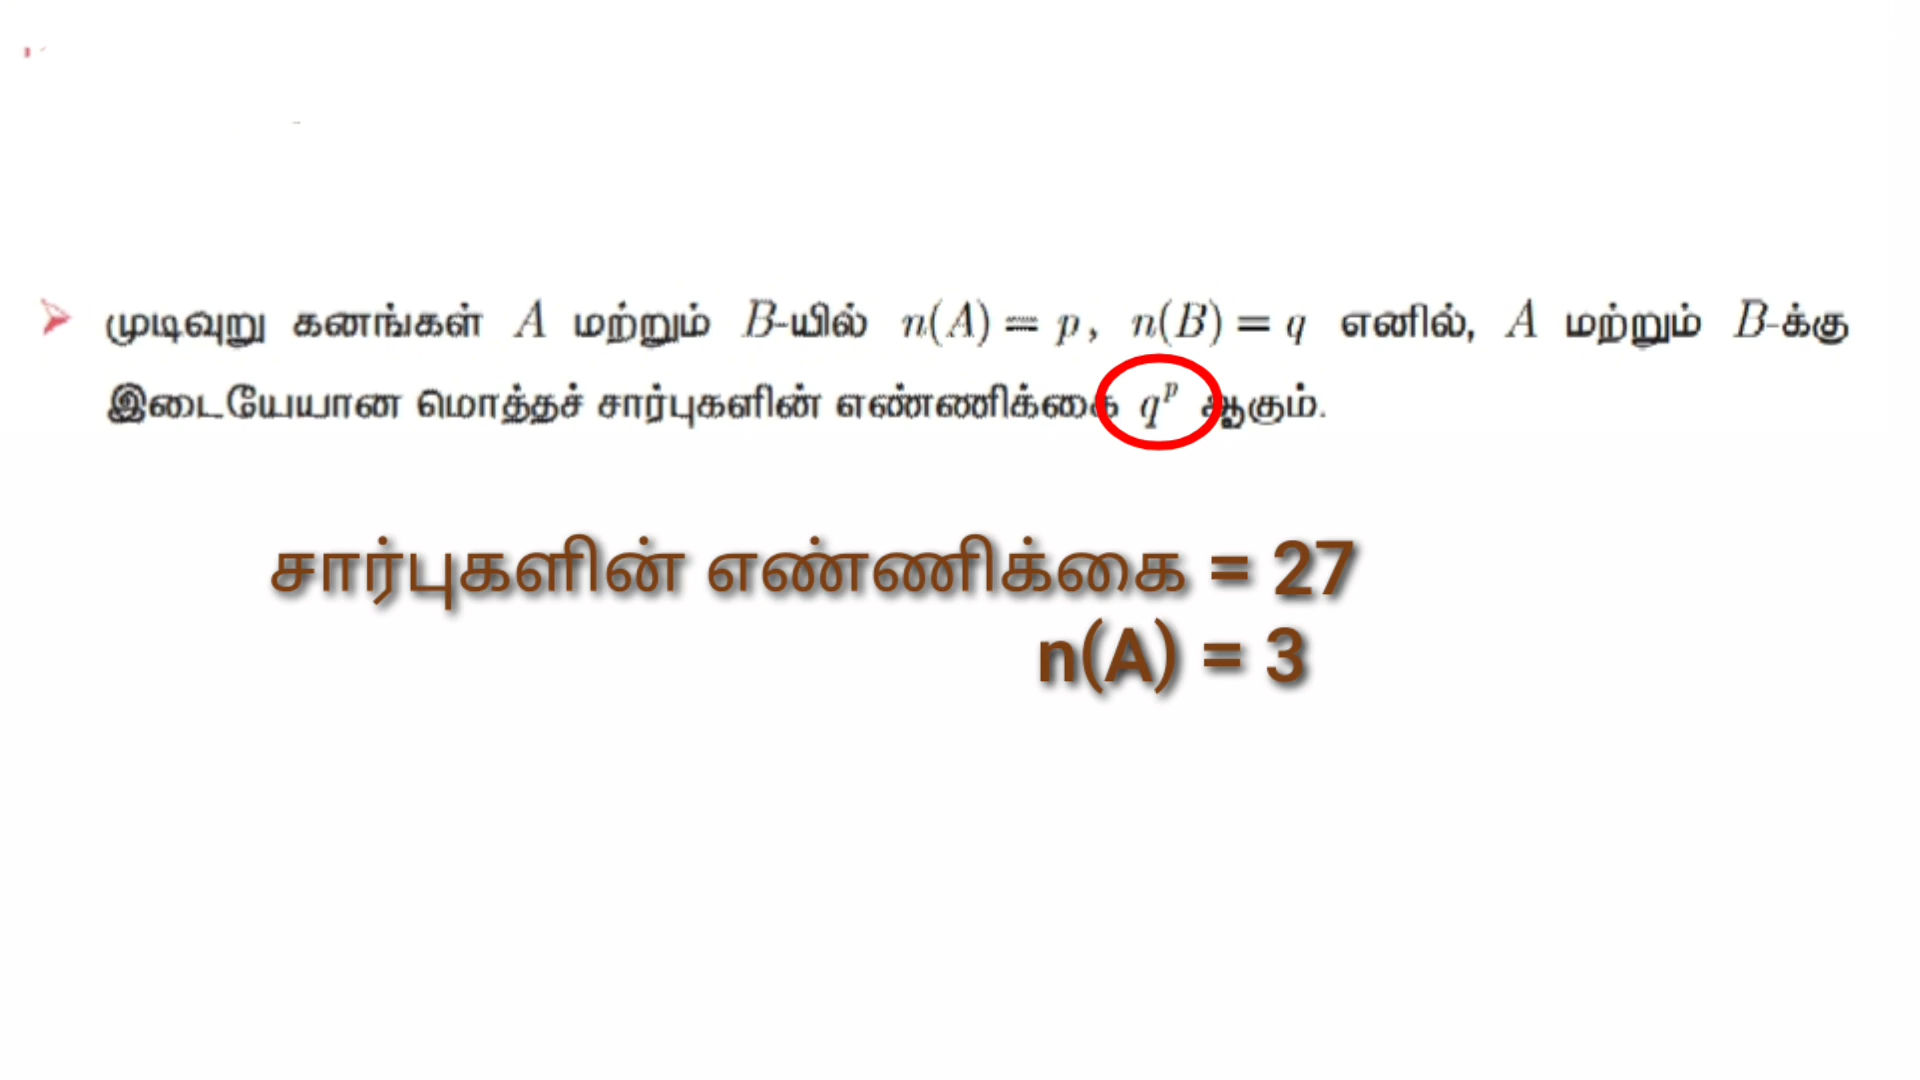 முடிவுறு கனங்கள் A மற்றும் B-யில் n(A) = p, n(B) = q எனில், A மற்றும் B-க்கு
இடையேயான மொத்தச் சார்புகளின் எண்ணிக்கை q^p ஆகும்.
சார்புகளின் எண்ணிக்கை = 27
n(A) = 3